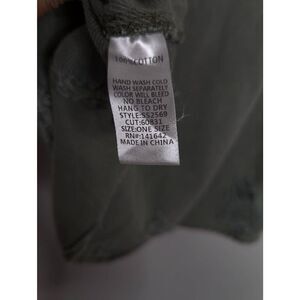 100%COTTON
HAND WASH COLD
WASH SEPARATELY
COLOR WILL BLEED
NO BLEACH
HANG TO DRY
STYLE:SS2569
CUT:60831
SIZE:ONE SIZE
RN#:141642
MADE IN CHINA